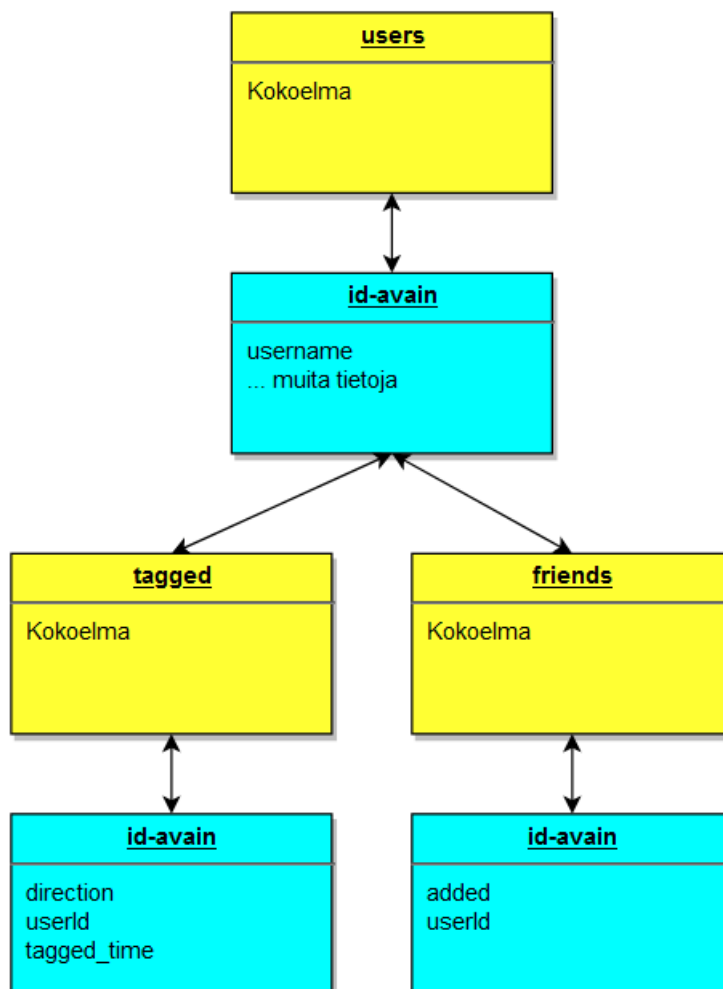 users
Kokoelma
id-avain
username
... muita tietoja
tagged
Kokoelma
friends
Kokoelma
id-avain
direction
userId
tagged_time
id-avain
added
userId